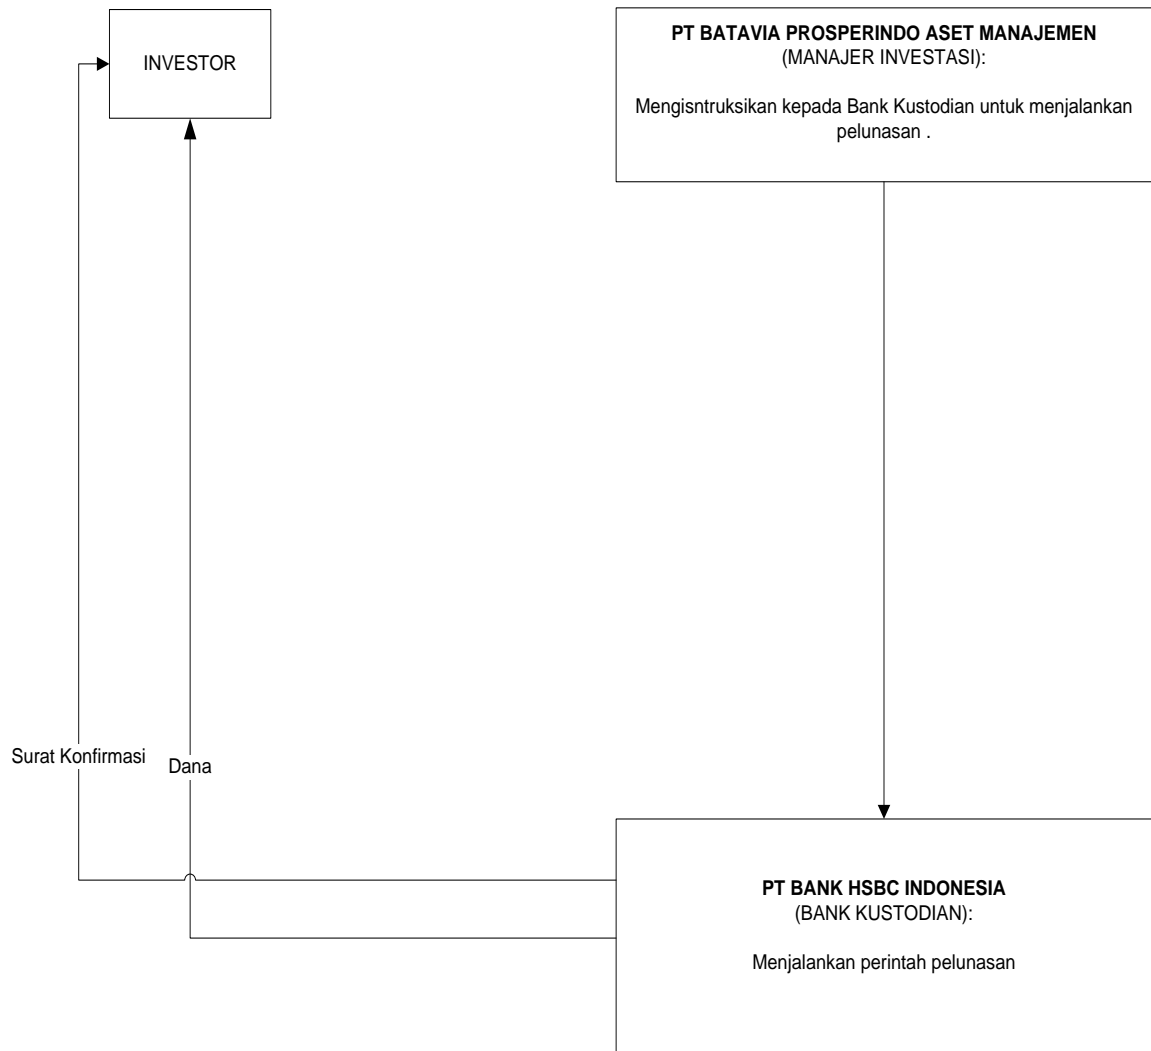 INVESTOR
PT BATAVIA PROSPERINDO ASET MANAJEMEN
(MANAJER INVESTASI):
Mengisntruksikan kepada Bank Kustodian untuk menjalankan
pelunasan .
Surat Konfirmasi
Dana
PT BANK HSBC INDONESIA
(BANK KUSTODIAN):
Menjalankan perintah pelunasan